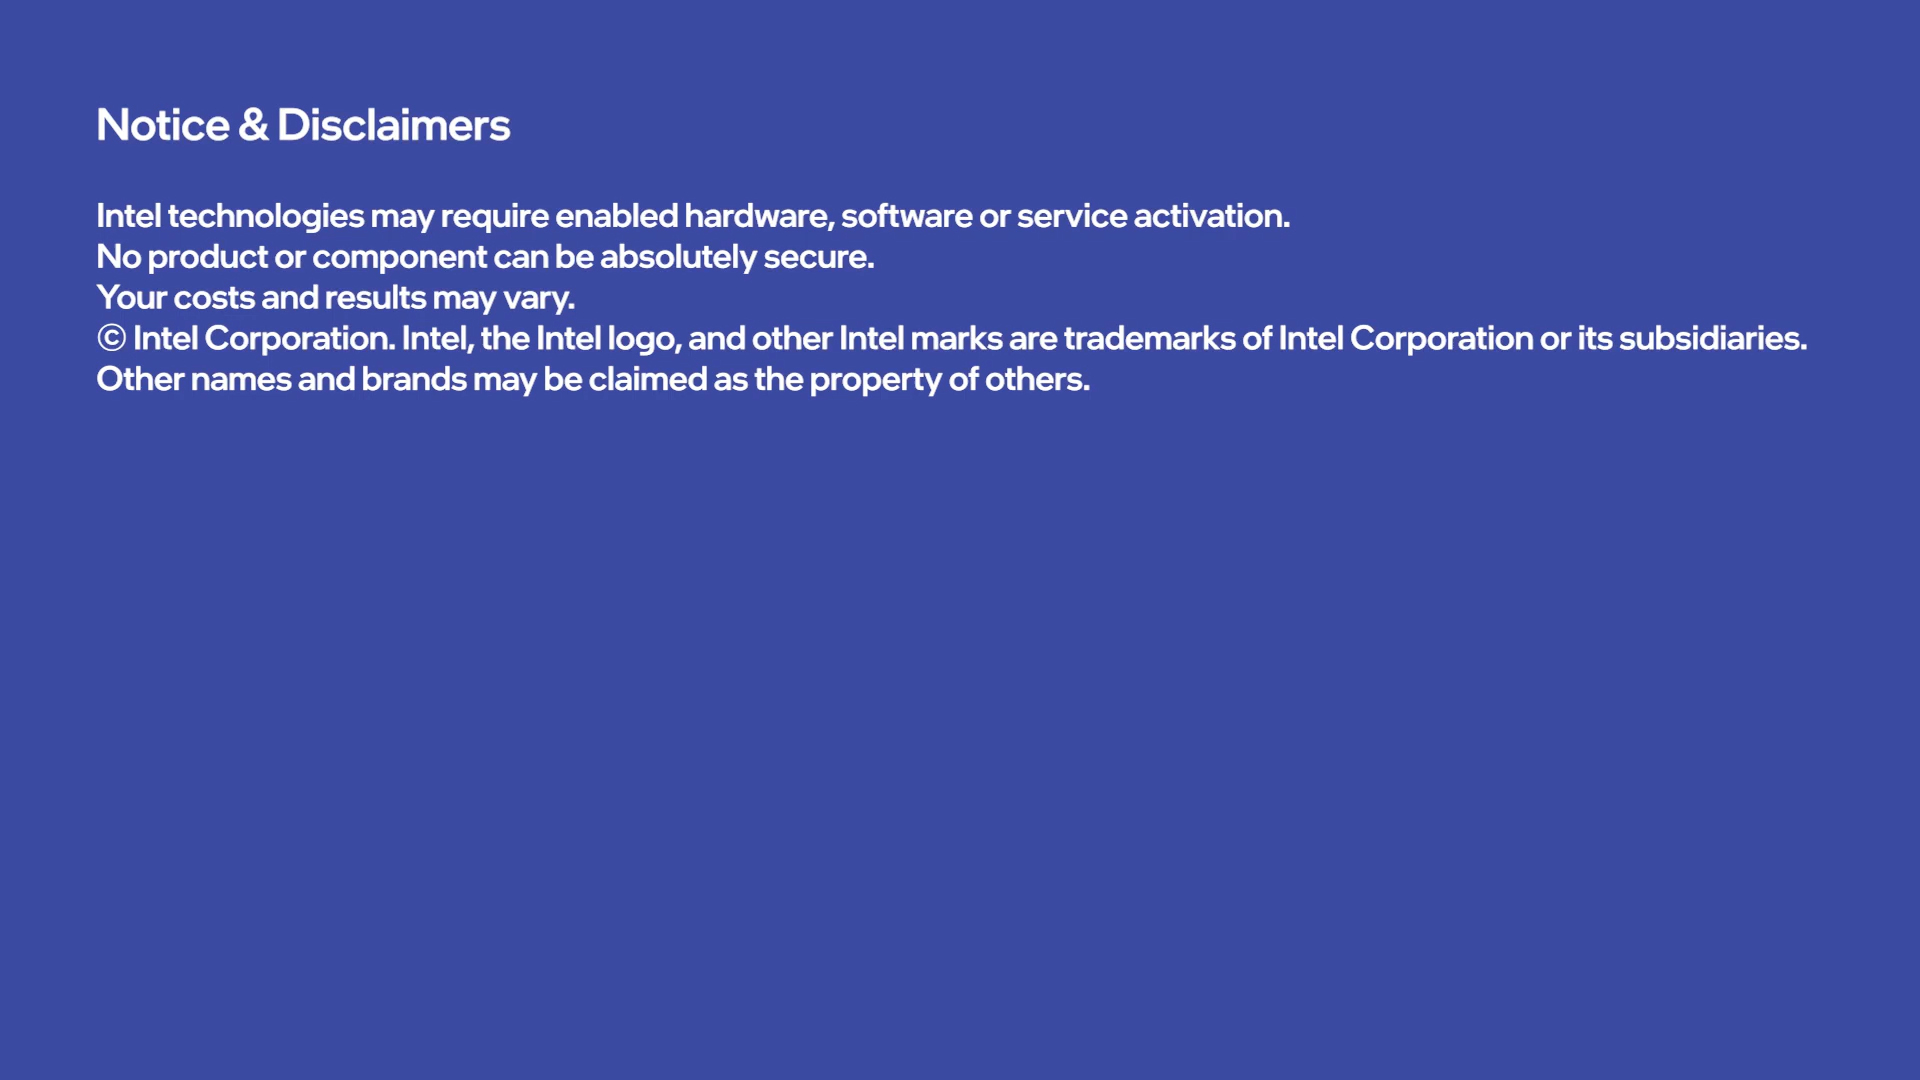 Notice & Disclaimers
Intel technologies may require enabled hardware, software or service activation.
No product or component can be absolutely secure.
Your costs and results may vary.
© Intel Corporation. Intel, the Intel logo, and other Intel marks are trademarks of Intel Corporation or its subsidiaries.
Other names and brands may be claimed as the property of others.